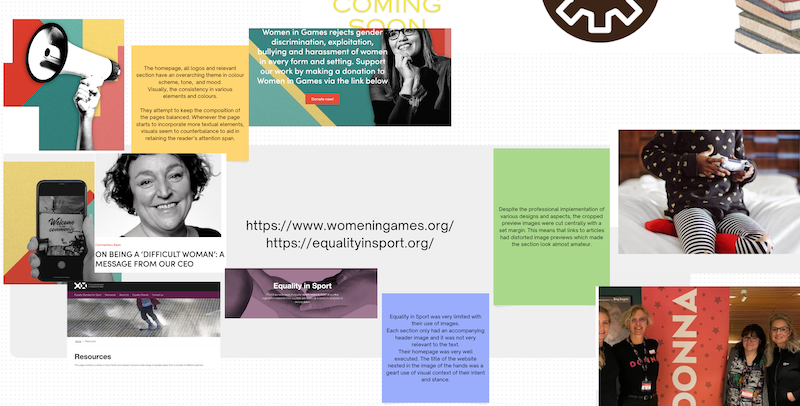 COMING
SOON
Women in Games rejects gender
discrimination, exploitation,
bullying and harassment of women
in every form and setting. Support
our work by making a donation to
Women in Games via the link below
Donate now!
The homepage, all logos and relevant
section have an overarching theme in colour
scheme, tone, and mood
Visually, the consistency in various
elements and colours.
They attempt to keep the composition of
the pages balanced. Whenever the page
starts to incorporate more textual elements,
visuals seem to counterbalance to aid in
retaining the reader's attention span.
Welcome
community
ON BEING A 'DIFFICULT WOMAN': A
MESSAGE FROM OUR CEO
https://www.womeningames.org/
https://equalityinsport.org/
Despite the professional implementation of
various designs and aspects, the cropped
preview images were cut centrally with a
set margin. This means that links to articles
had distorted image previews which made
the section look almost amateur.
Equality in Sport
Resources
Equality in Sport was very limited with
their use of images.
Each section only had an accompanying
header image and it was not very
relevant to the text.
Their homepage was very well
executed. The title of the website
nested in the image of the hands was a
geart use of visual context of their intent
and stance.
DONNA
DONNA